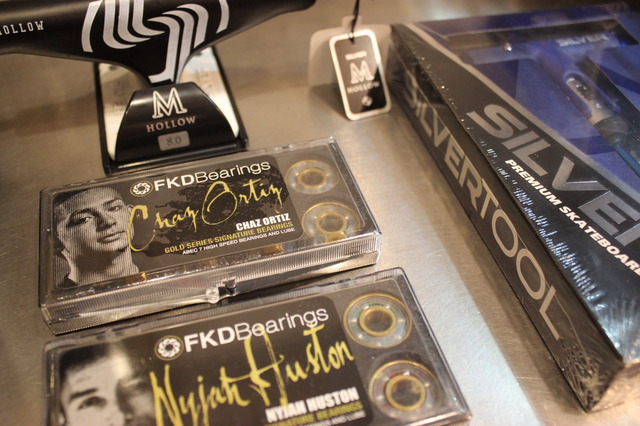 HOLLOW
M
HOLLOW
8.0
M
HOLLOW
SILVER
SILVERTOOL
PREMIUM SKATEBOARD
FKDBearings
Chaz Ortiz
CHAZ ORTIZ
GOLD SERIES SIGNATURE BEARINGS
ABEC 7 HIGH SPEED BEARINGS AND LUBE
FKDBearings
Nyjah Huston
NYJAH HUSTON
SIGNATURE BEARINGS